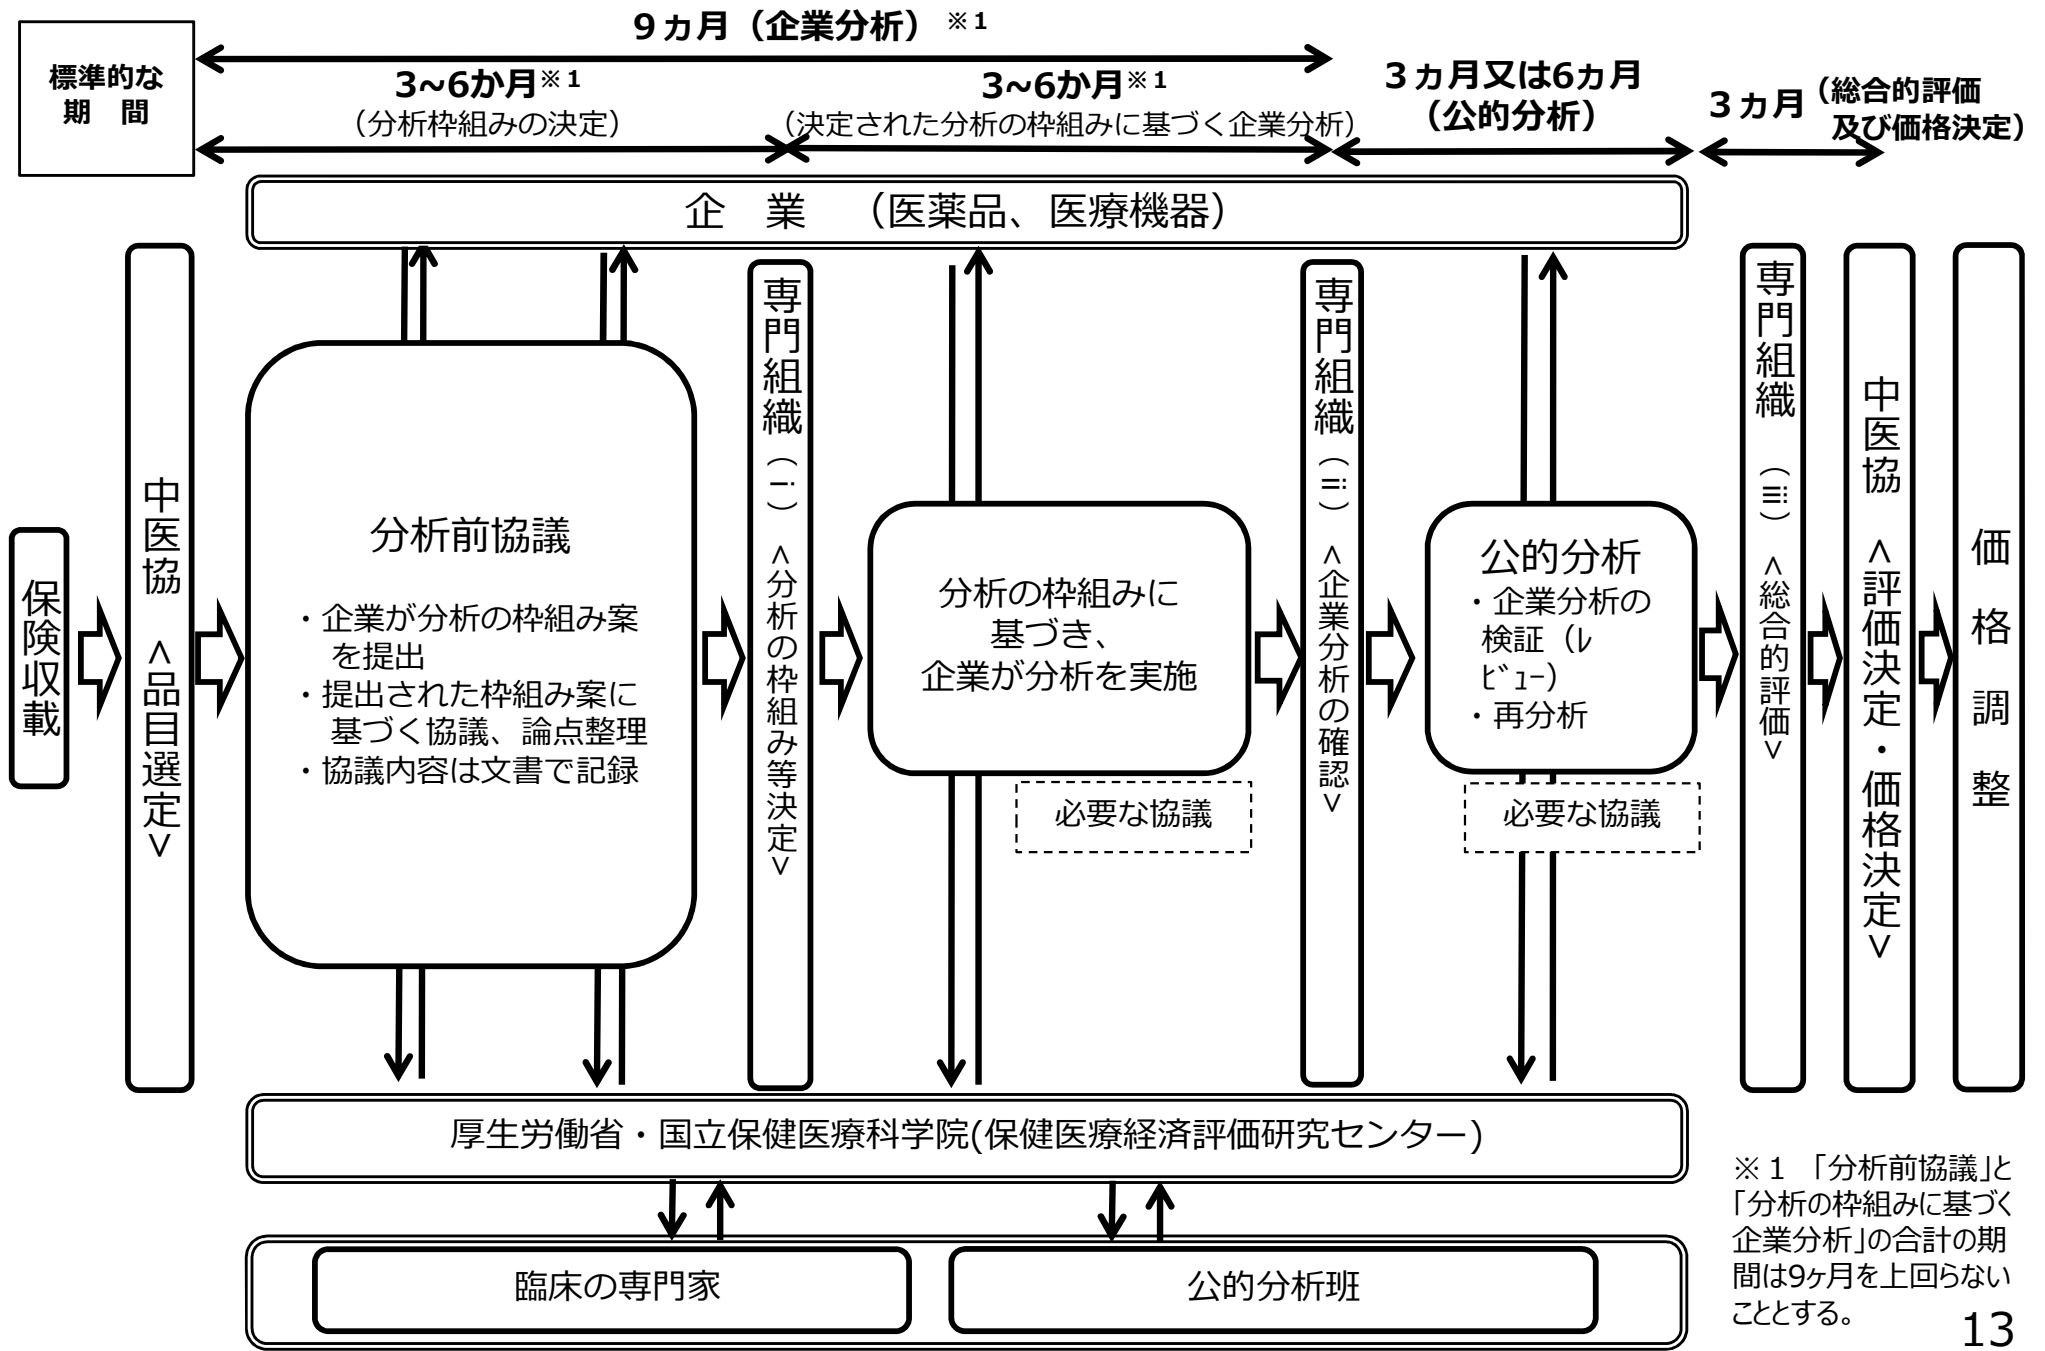 標準的な
期　間
９ヵ月（企業分析）※１
3~6か月※１
（分析枠組みの決定）
3~6か月※１
（決定された分析の枠組みに基づく企業分析）
３ヵ月又は6ヵ月
（公的分析）
３ヵ月（総合的評価
及び価格決定）
企　業　（医薬品、医療機器）
保険収載
中医協　＜品目選定＞
分析前協議
・企業が分析の枠組み案
を提出
・提出された枠組み案に
基づく協議、論点整理
・協議内容は文書で記録
専門組織（ⅰ）＜分析の枠組み等決定＞
分析の枠組みに
基づき、
企業が分析を実施
必要な協議
専門組織（ⅱ）＜企業分析の確認＞
公的分析
・企業分析の
検証（ﾚ
ﾋﾞｭｰ）
・再分析
必要な協議
専門組織（ⅲ）＜総合的評価＞
中医協　＜評価決定・価格決定＞
価格調整
厚生労働省・国立保健医療科学院(保健医療経済評価研究センター)
臨床の専門家
公的分析班
※１　「分析前協議」と
「分析の枠組みに基づく
企業分析」の合計の期
間は9ヶ月を上回らない
こととする。
13